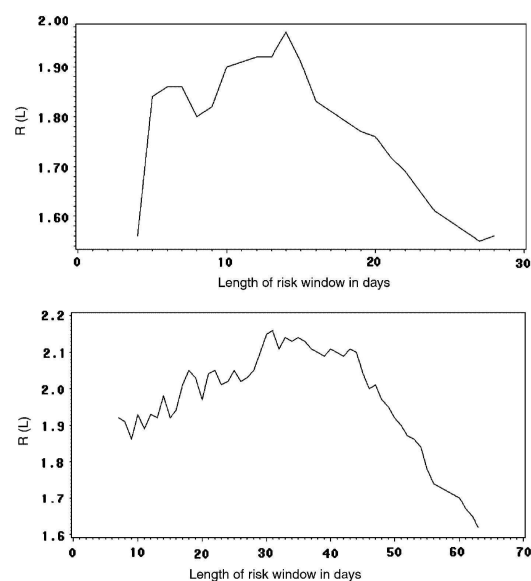 2.00
1.90
1.80
1.70
1.60
R (L)
0 10 20 30
Length of risk window in days
2.2
2.1
2.0
1.9
1.8
1.7
1.6
R (L)
0 10 20 30 40 50 60 70
Length of risk window in days